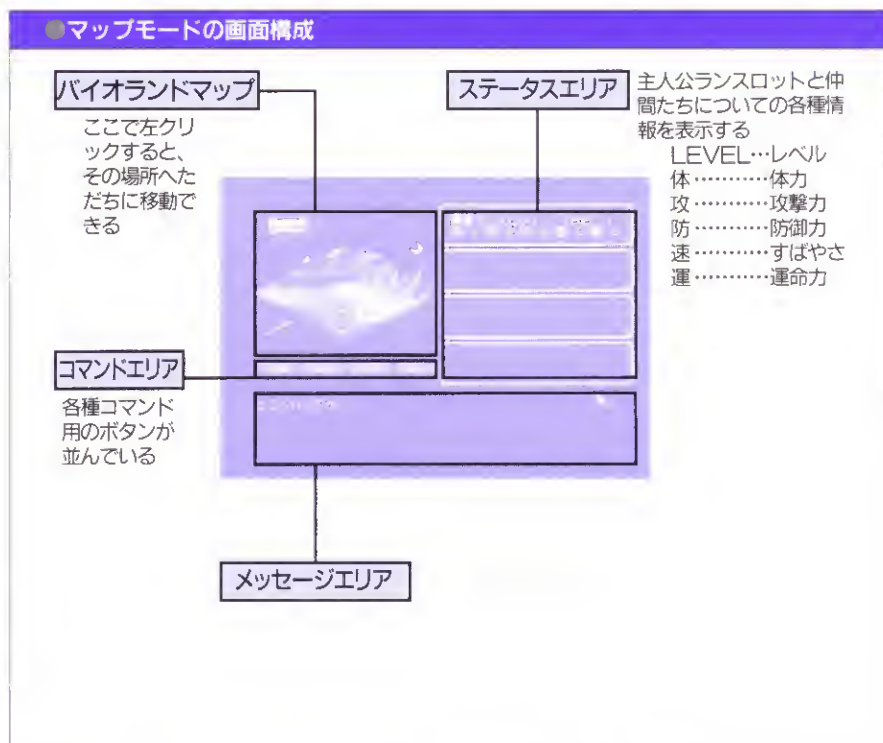 ●マップモードの画面構成
バイオランドマップ
ここで左クリ
ックすると、
その場所へた
だちに移動で
きる
ステータスエリア
主人公ランスロットと仲
間たちについての各種情
報を表示する
LEVEL…レベル
体…………体力
攻…………攻撃力
防…………防御力
速…………すばやさ
運…………運命力
コマンドエリア
各種コマンド
用のボタンが
並んでいる
メッセージエリア